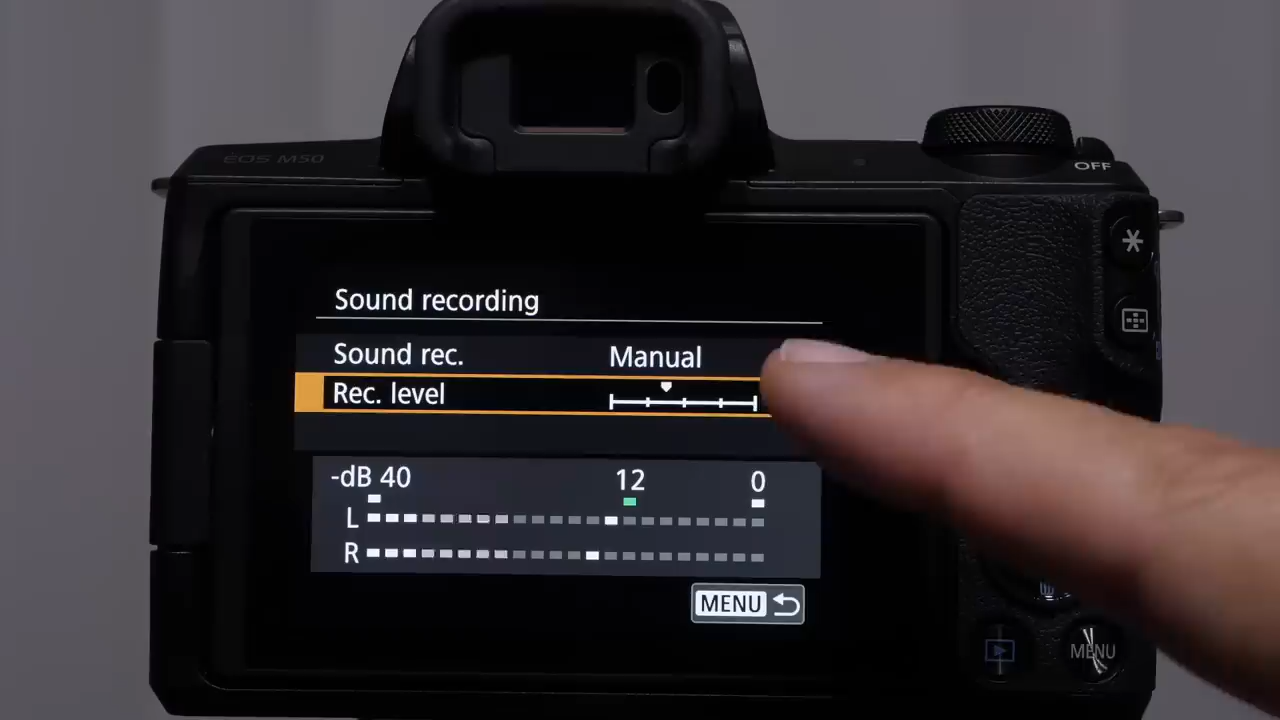 EOS M50
OFF
Sound recording
Sound rec. Manual
Rec. level
-dB 40 12 0
L
R
MENU
MENU